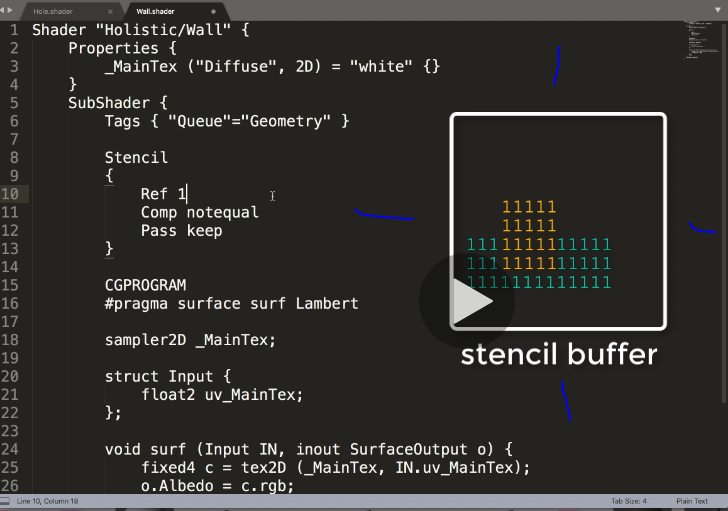 Hole.shader
Wall.shader
1 Shader "Holistic/Wall" {
2 Properties {
3 _MainTex ("Diffuse", 2D) = "white" {}
4 }
5 SubShader {
6 Tags { "Queue"="Geometry" }
7
8 Stencil
9 {
10 Ref 1
11 Comp notequal
12 Pass keep
13 }
14
15 CGPROGRAM
16 #pragma surface surf Lambert
17
18 sampler2D _MainTex;
19
20 struct Input {
21 float2 uv_MainTex;
22 };
23
24 void surf (Input IN, inout SurfaceOutput o) {
25 fixed4 c = tex2D (_MainTex, IN.uv_MainTex);
26 o.Albedo = c.rgb;
11111
11111
1111111111111
1111111111111
1111111111111
stencil buffer
Line 10, Column 18
Tab Size: 4
Plain Text